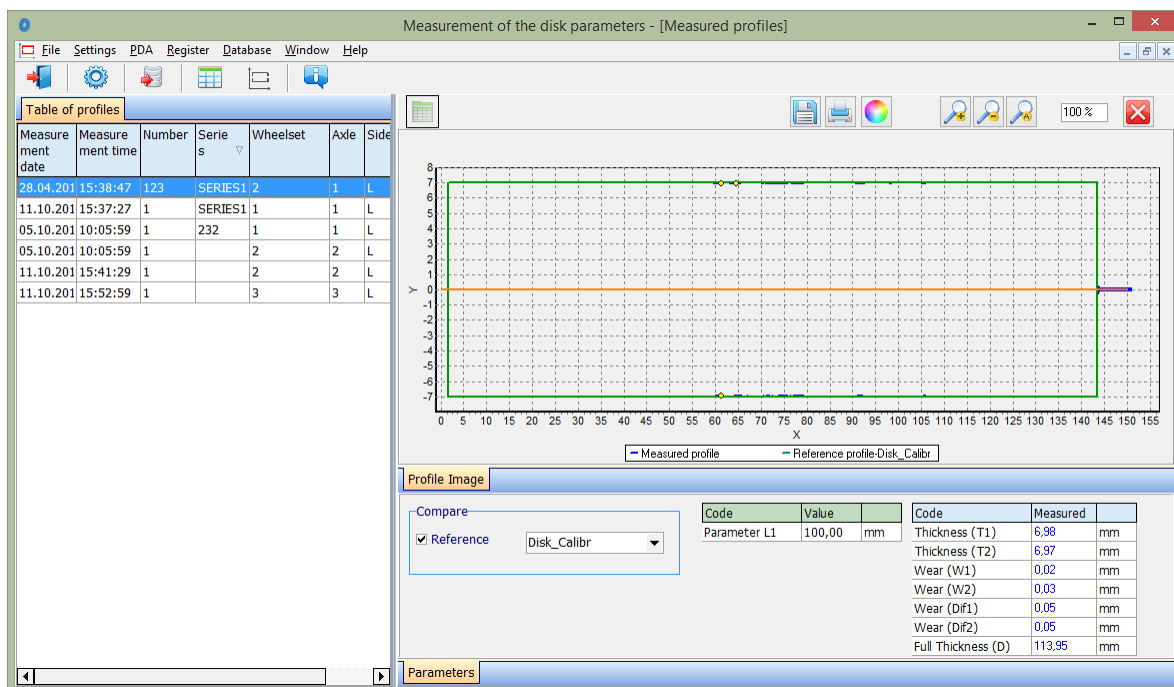 Measurement of the disk parameters - [Measured profiles]
File Settings PDA Register Database Window Help
Table of profiles
100 %
Measure
ment
date
Measure
ment time
Number
Serie
s
Wheelset
Axle
Side
28.04.201 15:38:47 123 SERIES1 2 1 L
11.10.201 15:37:27 1 SERIES1 1 1 L
05.10.201 10:05:59 1 232 1 1 L
05.10.201 10:05:59 1 2 2 L
11.10.201 15:41:29 1 2 2 L
11.10.201 15:52:59 1 3 3 L
8
7
6
5
4
3
2
1
0
-1
-2
-3
-4
-5
-6
-7
Y
0 5 10 15 20 25 30 35 40 45 50 55 60 65 70 75 80 85 90 95 100 105 110 115 120 125 130 135 140 145 150 155
X
Measured profile Reference profile-Disk_Calibr
Profile Image
Compare
Reference Disk_Calibr
Code Value
Parameter L1 100,00 mm
Code Measured
Thickness (T1) 6,98 mm
Thickness (T2) 6,97 mm
Wear (W1) 0,02 mm
Wear (W2) 0,03 mm
Wear (Dif1) 0,05 mm
Wear (Dif2) 0,05 mm
Full Thickness (D) 113,95 mm
Parameters